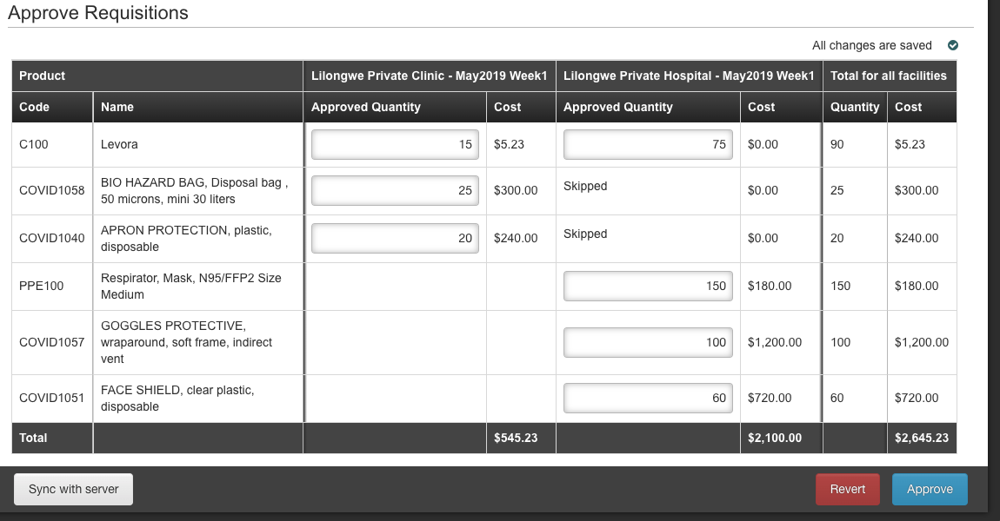 Approve Requisitions
All changes are saved
Product Lilongwe Private Clinic - May2019 Week1 Lilongwe Private Hospital - May2019 Week1 Total for all facilities
Code Name Approved Quantity Cost Approved Quantity Cost Quantity Cost
C100 Levora 15 $5.23 75 $0.00 90 $5.23
COVID1058 BIO HAZARD BAG, Disposal bag ,
50 microns, mini 30 liters 25 $300.00 Skipped $0.00 25 $300.00
COVID1040 APRON PROTECTION, plastic,
disposable 20 $240.00 Skipped $0.00 20 $240.00
PPE100 Respirator, Mask, N95/FFP2 Size
Medium 150 $180.00 150 $180.00
COVID1057 GOGGLES PROTECTIVE,
wraparound, soft frame, indirect
vent 100 $1,200.00 100 $1,200.00
COVID1051 FACE SHIELD, clear plastic,
disposable 60 $720.00 60 $720.00
Total $545.23 $2,100.00 $2,645.23
Sync with server Revert Approve